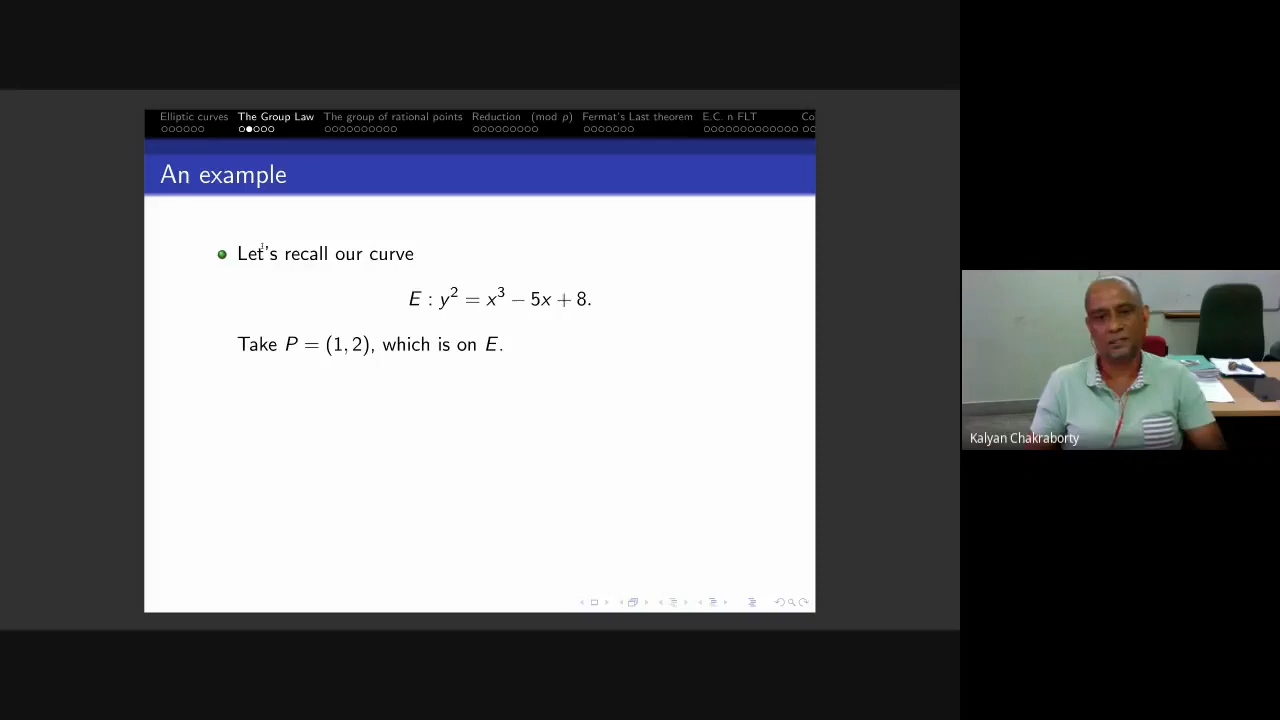 Elliptic curves The Group Law The group of rational points Reduction (mod p) Fermat's Last theorem E.C. n FLT Co
An example
Let's recall our curve
E : y² = x³ − 5x + 8.
Take P = (1, 2), which is on E.
Kalyan Chakraborty